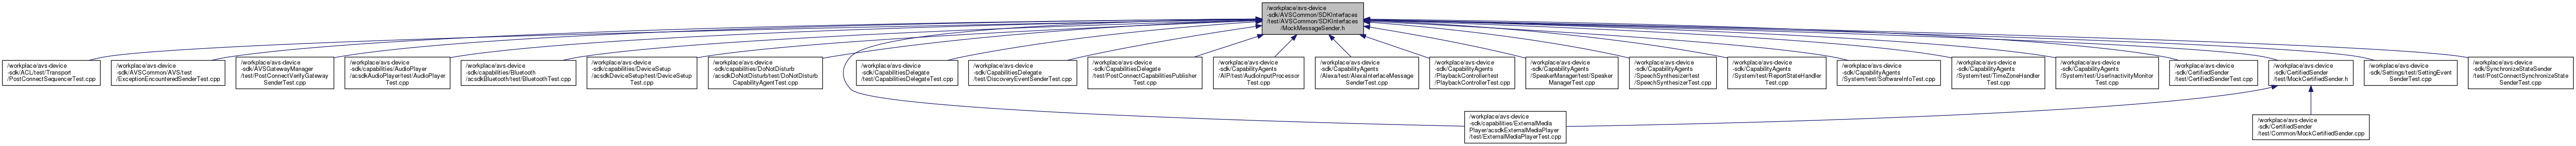 /workplace/avs-device
-sdk/AVSCommon/SDKInterfaces
/test/AVSCommon/SDKInterfaces
/MockMessageSender.h
/workplace/avs-device
-sdk/ACL/test/Transport
/PostConnectSequencerTest.cpp
/workplace/avs-device
-sdk/AVSCommon/AVS/test
/ExceptionEncounteredSenderTest.cpp
/workplace/avs-device
-sdk/AVSGatewayManager
/test/PostConnectVerifyGateway
SenderTest.cpp
/workplace/avs-device
-sdk/capabilities/AudioPlayer
/acsdkAudioPlayer/test/AudioPlayer
Test.cpp
/workplace/avs-device
-sdk/capabilities/Bluetooth
/acsdkBluetooth/test/BluetoothTest.cpp
/workplace/avs-device
-sdk/capabilities/DeviceSetup
/acsdkDeviceSetup/test/DeviceSetup
Test.cpp
/workplace/avs-device
-sdk/capabilities/DoNotDisturb
/acsdkDoNotDisturb/test/DoNotDisturb
CapabilityAgentTest.cpp
/workplace/avs-device
-sdk/CapabilitiesDelegate
/test/CapabilitiesDelegateTest.cpp
/workplace/avs-device
-sdk/CapabilitiesDelegate
/test/DiscoveryEventSenderTest.cpp
/workplace/avs-device
-sdk/CapabilitiesDelegate
/test/PostConnectCapabilitiesPublisher
Test.cpp
/workplace/avs-device
-sdk/CapabilityAgents
/AIP/test/AudioInputProcessor
Test.cpp
/workplace/avs-device
-sdk/CapabilityAgents
/Alexa/test/AlexaInterfaceMessage
SenderTest.cpp
/workplace/avs-device
-sdk/CapabilityAgents
/PlaybackController/test
/PlaybackControllerTest.cpp
/workplace/avs-device
-sdk/CapabilityAgents
/SpeakerManager/test/Speaker
ManagerTest.cpp
/workplace/avs-device
-sdk/CapabilityAgents
/SpeechSynthesizer/test
/SpeechSynthesizerTest.cpp
/workplace/avs-device
-sdk/CapabilityAgents
/System/test/ReportStateHandler
Test.cpp
/workplace/avs-device
-sdk/CapabilityAgents
/System/test/SoftwareInfoTest.cpp
/workplace/avs-device
-sdk/CapabilityAgents
/System/test/TimeZoneHandler
Test.cpp
/workplace/avs-device
-sdk/CapabilityAgents
/System/test/UserInactivityMonitor
Test.cpp
/workplace/avs-device
-sdk/CertifiedSender
/test/CertifiedSenderTest.cpp
/workplace/avs-device
-sdk/CertifiedSender
/test/MockCertifiedSender.h
/workplace/avs-device
-sdk/Settings/test/SettingEvent
SenderTest.cpp
/workplace/avs-device
-sdk/SynchronizeStateSender
/test/PostConnectSynchronizeState
SenderTest.cpp
/workplace/avs-device
-sdk/capabilities/ExternalMedia
Player/acsdkExternalMediaPlayer
/test/ExternalMediaPlayerTest.cpp
/workplace/avs-device
-sdk/CertifiedSender
/test/Common/MockCertifiedSender.cpp